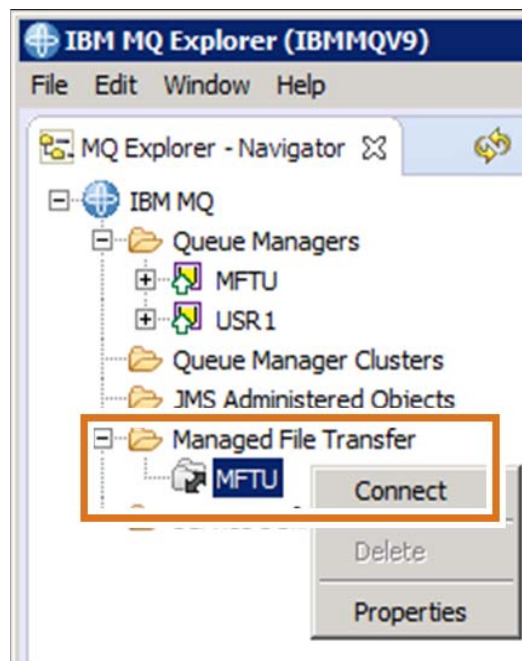 IBM MQ Explorer (IBMMQV9)
File Edit Window Help
MQ Explorer - Navigator
IBM MQ
Queue Managers
MFTU
USR1
Queue Manager Clusters
JMS Administered Objects
Managed File Transfer
MFTU
Connect
Delete
Properties